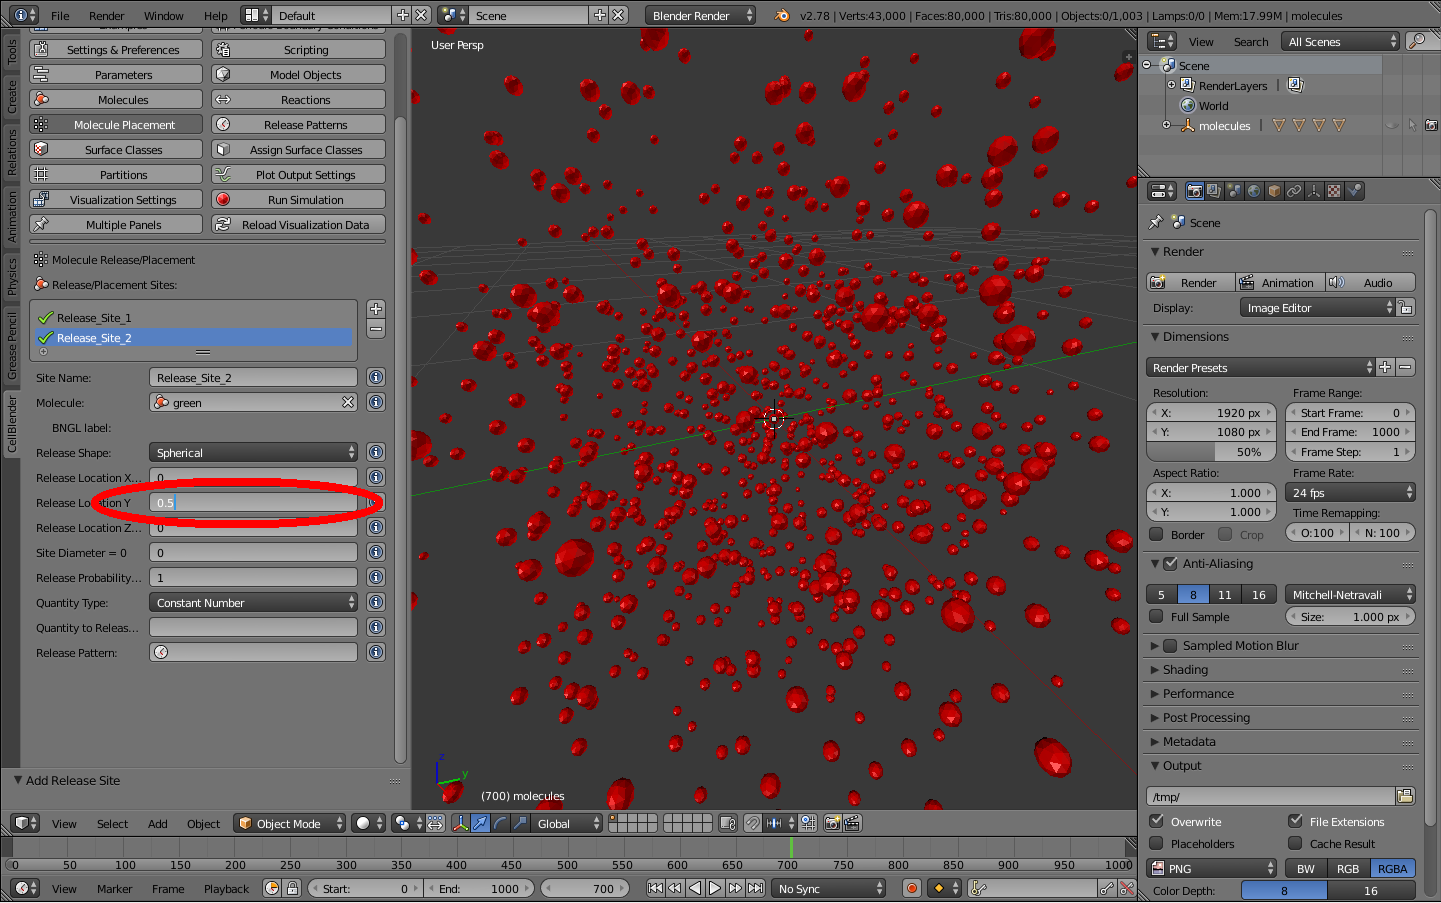 File Render Window Help Default Scene Blender Render v2.78 | Verts:43,000 | Faces:80,000 | Tris:80,000 | Objects:0/1,003 | Lamps:0/0 | Mem:17.99M | molecules
Tools
Create
Relations
Animation
Physics
Grease Pencil
CellBlender
Settings & Preferences Scripting
Parameters Model Objects
Molecules Reactions
Molecule Placement Release Patterns
Surface Classes Assign Surface Classes
Partitions Plot Output Settings
Visualization Settings Run Simulation
Multiple Panels Reload Visualization Data
Molecule Release/Placement
Release/Placement Sites:
Release_Site_1
Release_Site_2
Site Name: Release_Site_2
Molecule: green
BNGL label:
Release Shape: Spherical
Release Location X... 0
Release Location Y 0.5
Release Location Z... 0
Site Diameter = 0 0
Release Probability... 1
Quantity Type: Constant Number
Quantity to Releas...
Release Pattern:
Add Release Site
User Persp
z
y
(700) molecules
View Search All Scenes
Scene
RenderLayers |
World
molecules |
Scene
Render
Render Animation Audio
Display: Image Editor
Dimensions
Render Presets
Resolution: Frame Range:
X: 1920 px Start Frame: 0
Y: 1080 px End Frame: 1000
50% Frame Step: 1
Aspect Ratio: Frame Rate:
X: 1.000 24 fps
Y: 1.000 Time Remapping:
Border Crop O:100 N: 100
Anti-Aliasing
5 8 11 16 Mitchell-Netravali
Full Sample Size: 1.000 px
Sampled Motion Blur
Shading
Performance
Post Processing
Metadata
Output
/tmp/
Overwrite File Extensions
Placeholders Cache Result
PNG BW RGB RGBA
Color Depth: 8 16
View Select Add Object Object Mode Global
0 50 100 150 200 250 300 350 400 450 500 550 600 650 700 750 800 850 900 950 1000
View Marker Frame Playback Start: 0 End: 1000 700 No Sync